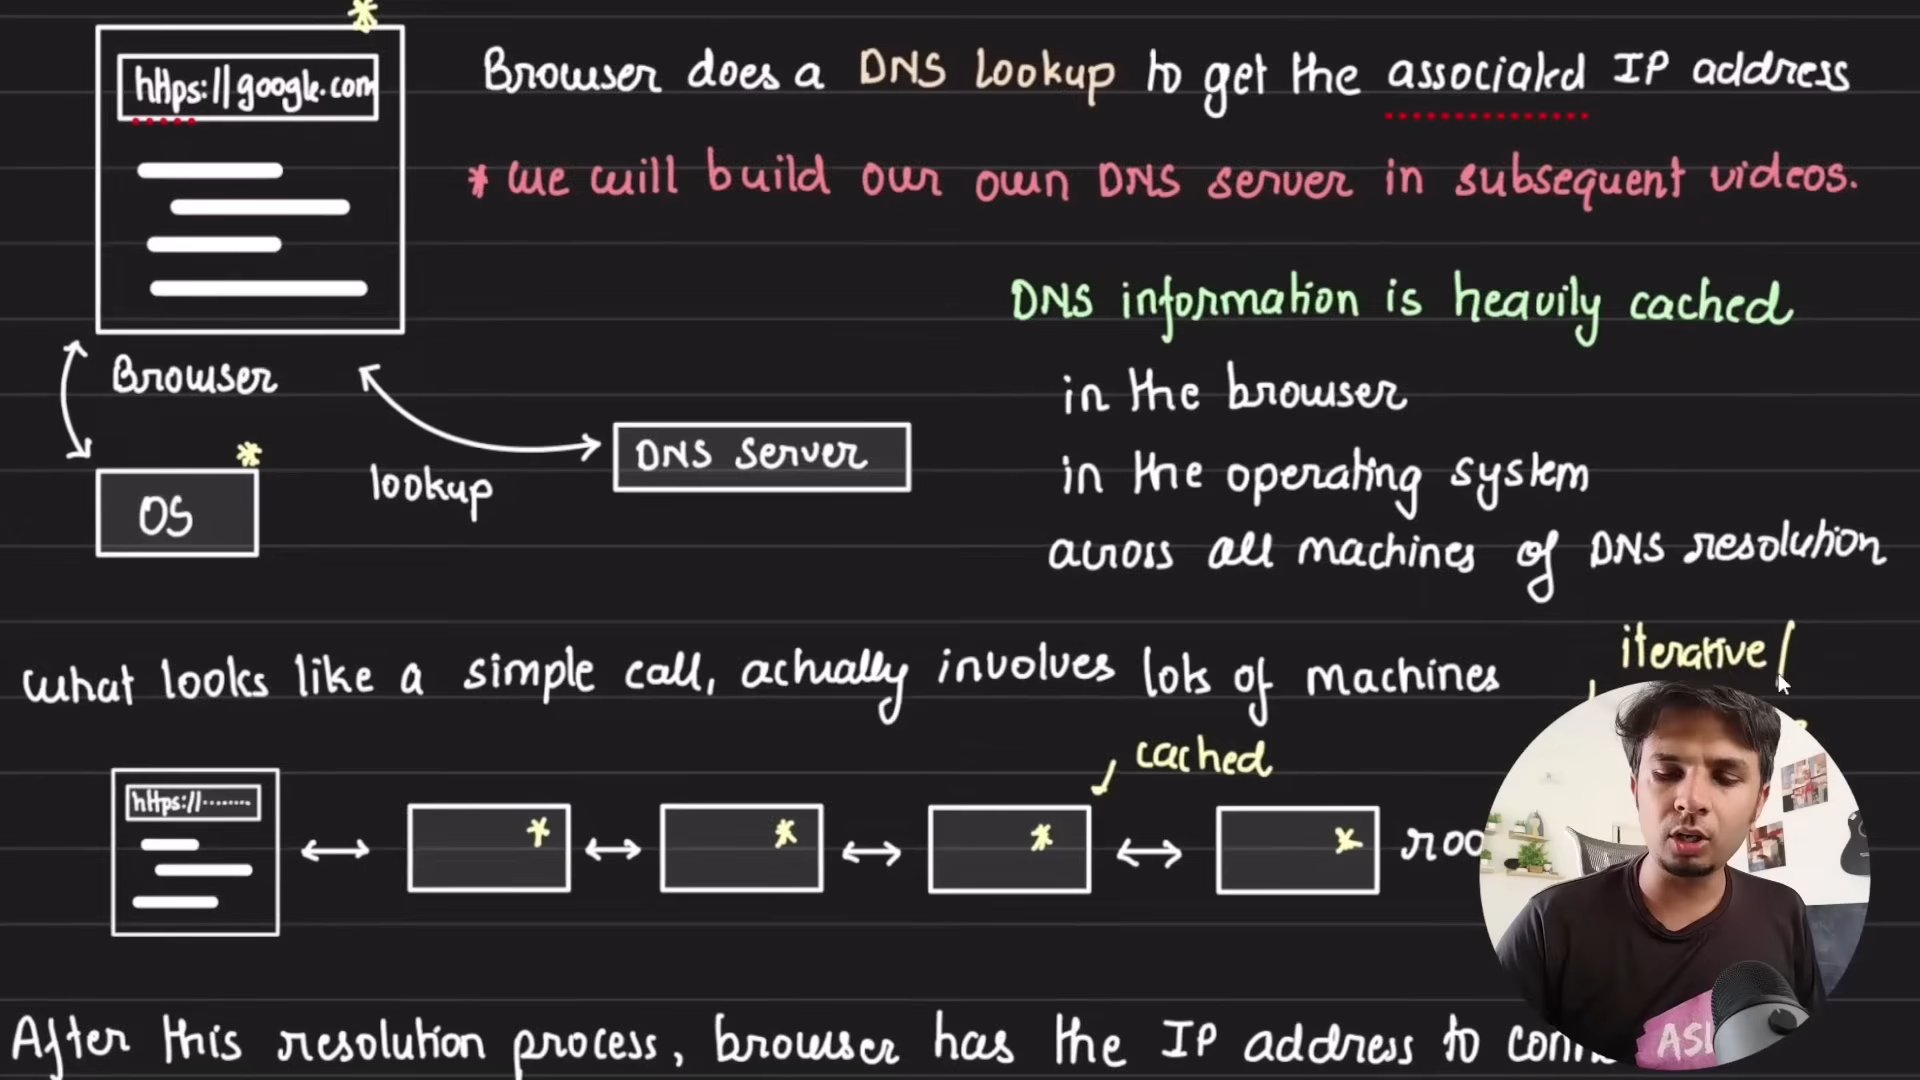 https://google.com
Browser does a DNS lookup to get the associated IP address
* we will build our own DNS server in subsequent videos.
DNS information is heavily cached
Browser
in the browser
DNS Server
lookup
in the operating system
OS
across all machines of DNS resolution
iterative /
what looks like a simple call, actually involves lots of machines
cached
https://........
After this resolution process, browser has the IP address to